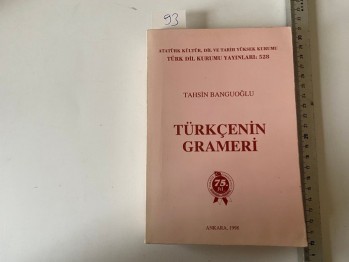 93
ATATÜRK KÜLTÜR, DİL VE TARİH YÜKSEK KURUMU
TÜRK DİL KURUMU YAYINLARI: 528
TAHSİN BANGUOĞLU
TÜRKÇENİN
GRAMERİ
75.
ANKARA, 1998